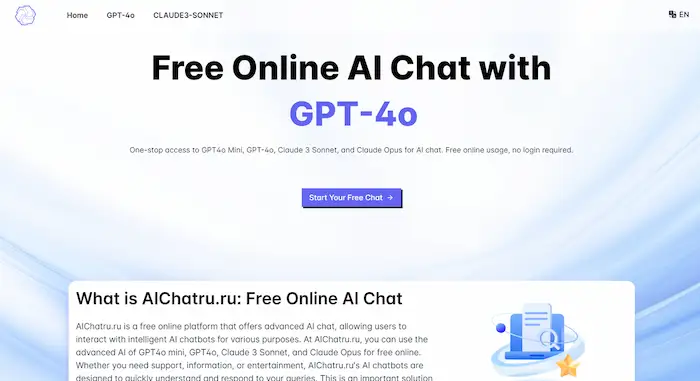 Home GPT-4o CLAUDE3-SONNET EN
Free Online AI Chat with
GPT-4o
One-stop access to GPT4o Mini, GPT-4o, Claude 3 Sonnet, and Claude Opus for AI chat. Free online usage, no login required.
Start Your Free Chat →
What is AIChatru.ru: Free Online AI Chat
AIChatru.ru is a free online platform that offers advanced AI chat, allowing users to
interact with intelligent AI chatbots for various purposes. At AIChatru.ru, you can use the
advanced AI of GPT4o mini, GPT4o, Claude 3 Sonnet, and Claude Opus for free online.
Whether you need support, information, or entertainment, AIChatru.ru's AI chatbots are
designed to quickly understand and respond to your queries. This is an important solution